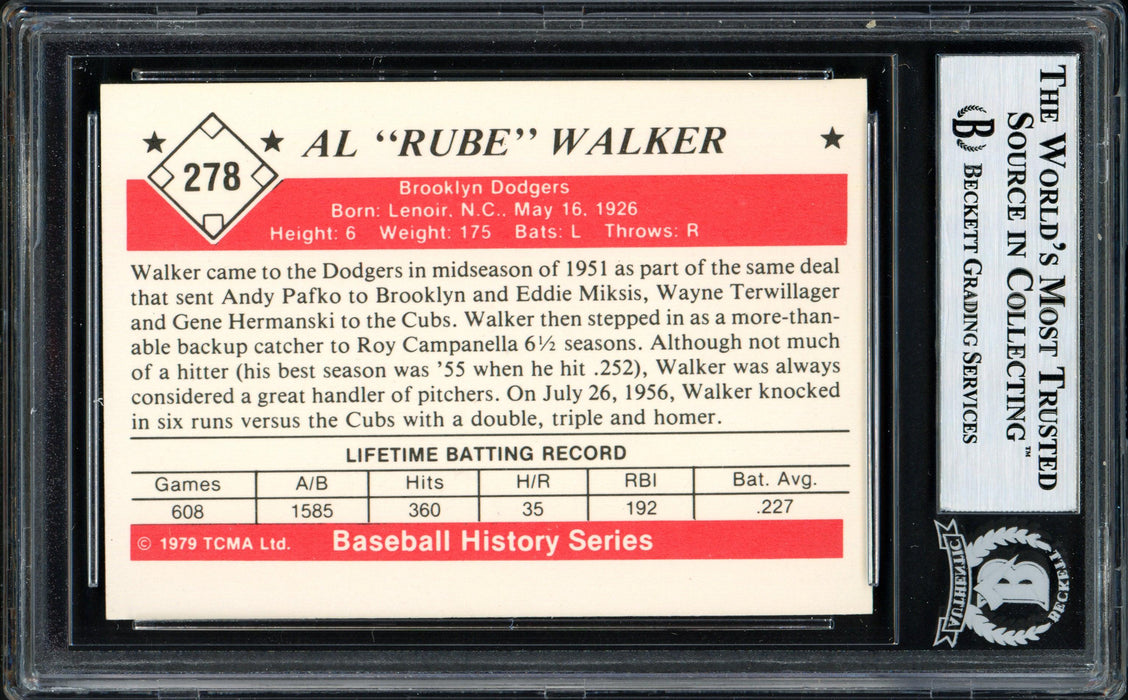 278
AL “RUBE” WALKER
Brooklyn Dodgers
Born: Lenoir, N.C., May 16, 1926
Height: 6 Weight: 175 Bats: L Throws: R
Walker came to the Dodgers in midseason of 1951 as part of the same deal
that sent Andy Pafko to Brooklyn and Eddie Miksis, Wayne Terwillager
and Gene Hermanski to the Cubs. Walker then stepped in as a more-than-
able backup catcher to Roy Campanella 6½ seasons. Although not much
of a hitter (his best season was ’55 when he hit .252), Walker was always
considered a great handler of pitchers. On July 26, 1956, Walker knocked
in six runs versus the Cubs with a double, triple and homer.
LIFETIME BATTING RECORD
Games A/B Hits H/R RBI Bat. Avg.
608 1585 360 35 192 .227
© 1979 TCMA Ltd. Baseball History Series
THE WORLD’S MOST TRUSTED
SOURCE IN COLLECTING™
B BECKETT GRADING SERVICES
AUTHENTIC
B
BECKETT